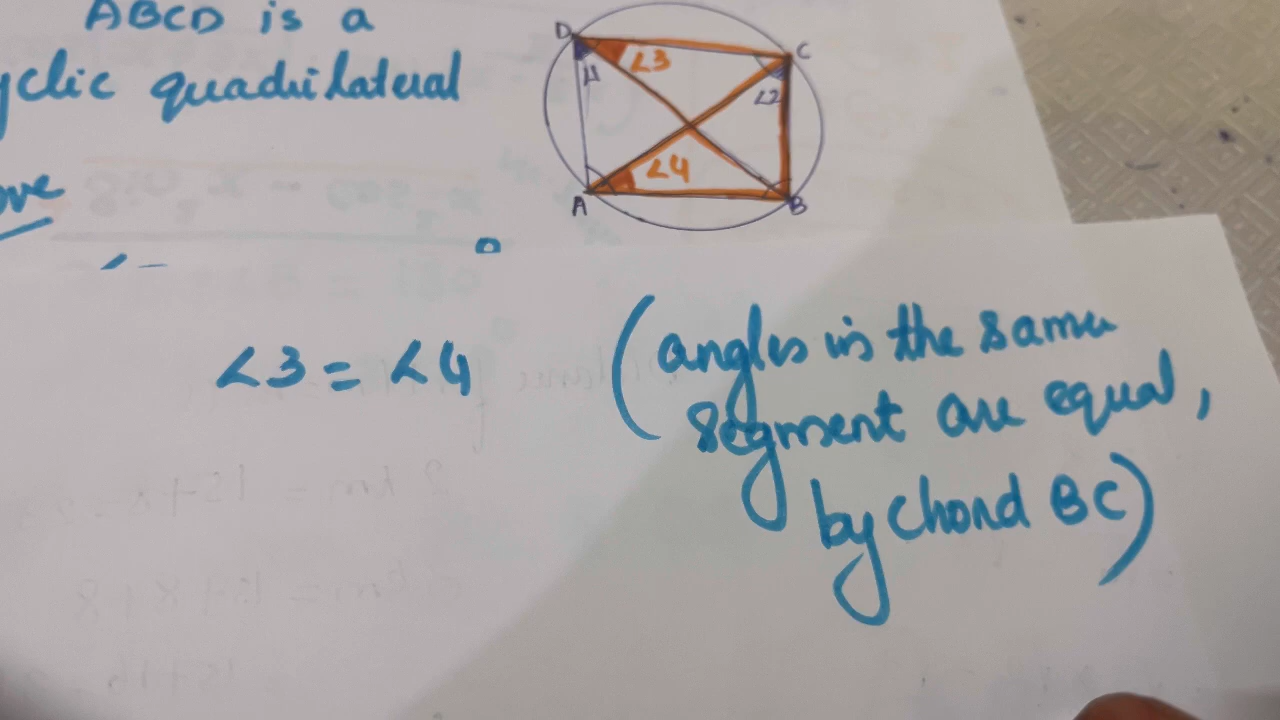 ABCD is a
yclic quadrilateral
ove
D
C
∠1
∠3
∠2
∠4
A
B
∠3 = ∠4
(angles in the same
segment are equal,
by chord BC)